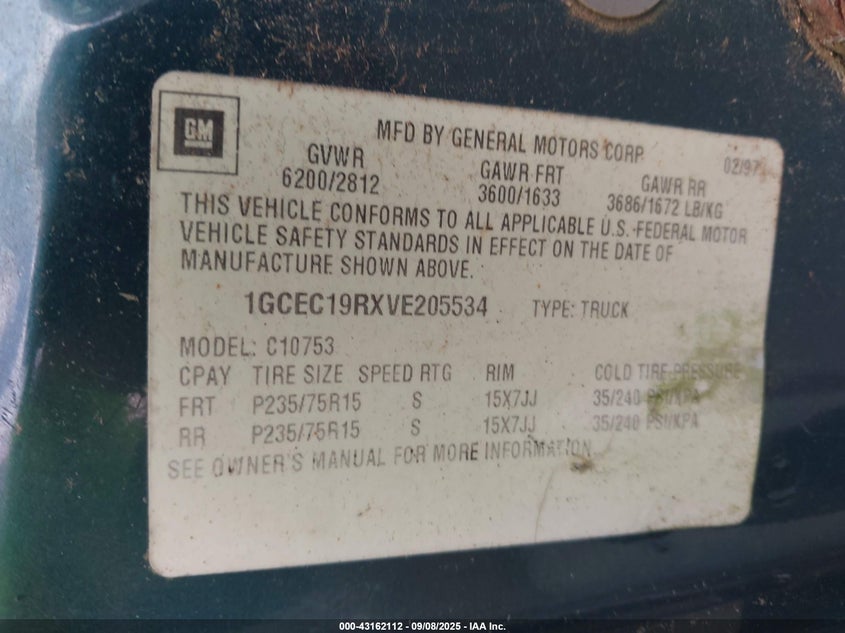 GM
MFD BY GENERAL MOTORS CORP
02/97
GVWR GAWR FRT GAWR RR
6200/2812 3600/1633 3686/1672 LB/KG
THIS VEHICLE CONFORMS TO ALL APPLICABLE U.S.-FEDERAL MOTOR
VEHICLE SAFETY STANDARDS IN EFFECT ON THE DATE OF
MANUFACTURE SHOWN ABOVE.
1GCEC19RXVE205534 TYPE: TRUCK
MODEL: C10753
CPAY TIRE SIZE SPEED RTG RIM COLD TIRE PRESSURE
FRT P235/75R15 S 15X7JJ 35/240 PSI/KPA
RR P235/75R15 S 15X7JJ 35/240 PSI/KPA
SEE OWNER'S MANUAL FOR MORE INFORMATION
000-43162112 - 09/08/2025 - IAA Inc.